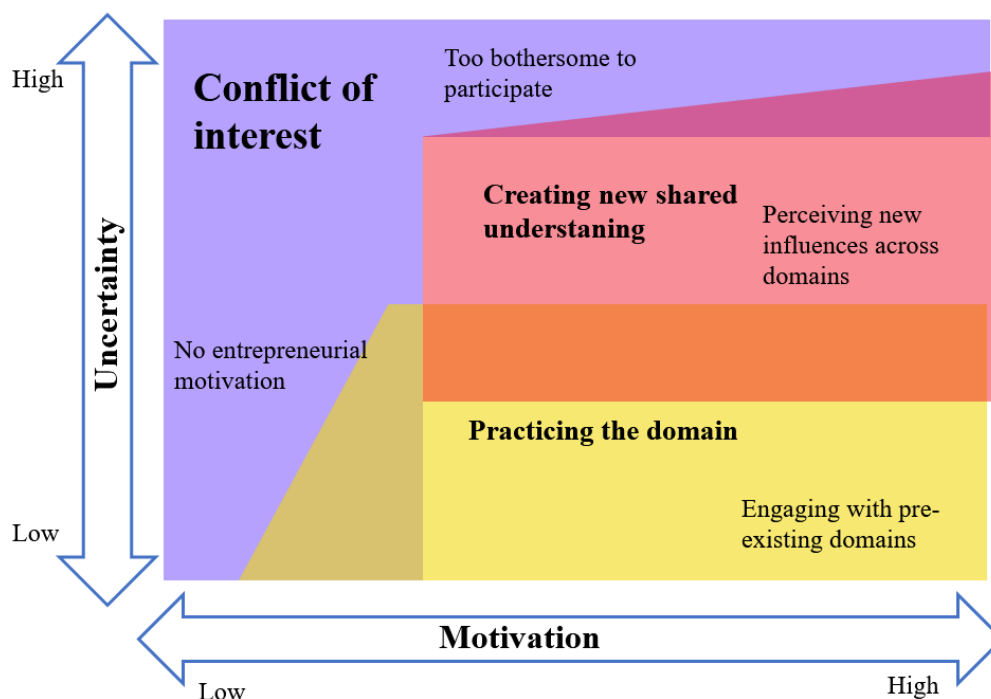 High
Too bothersome to
participate
Conflict of
interest
Creating new shared
understaning
Perceiving new
influences across
domains
Uncertainty
No entrepreneurial
motivation
Practicing the domain
Engaging with pre-
existing domains
Low
Motivation
Low
High